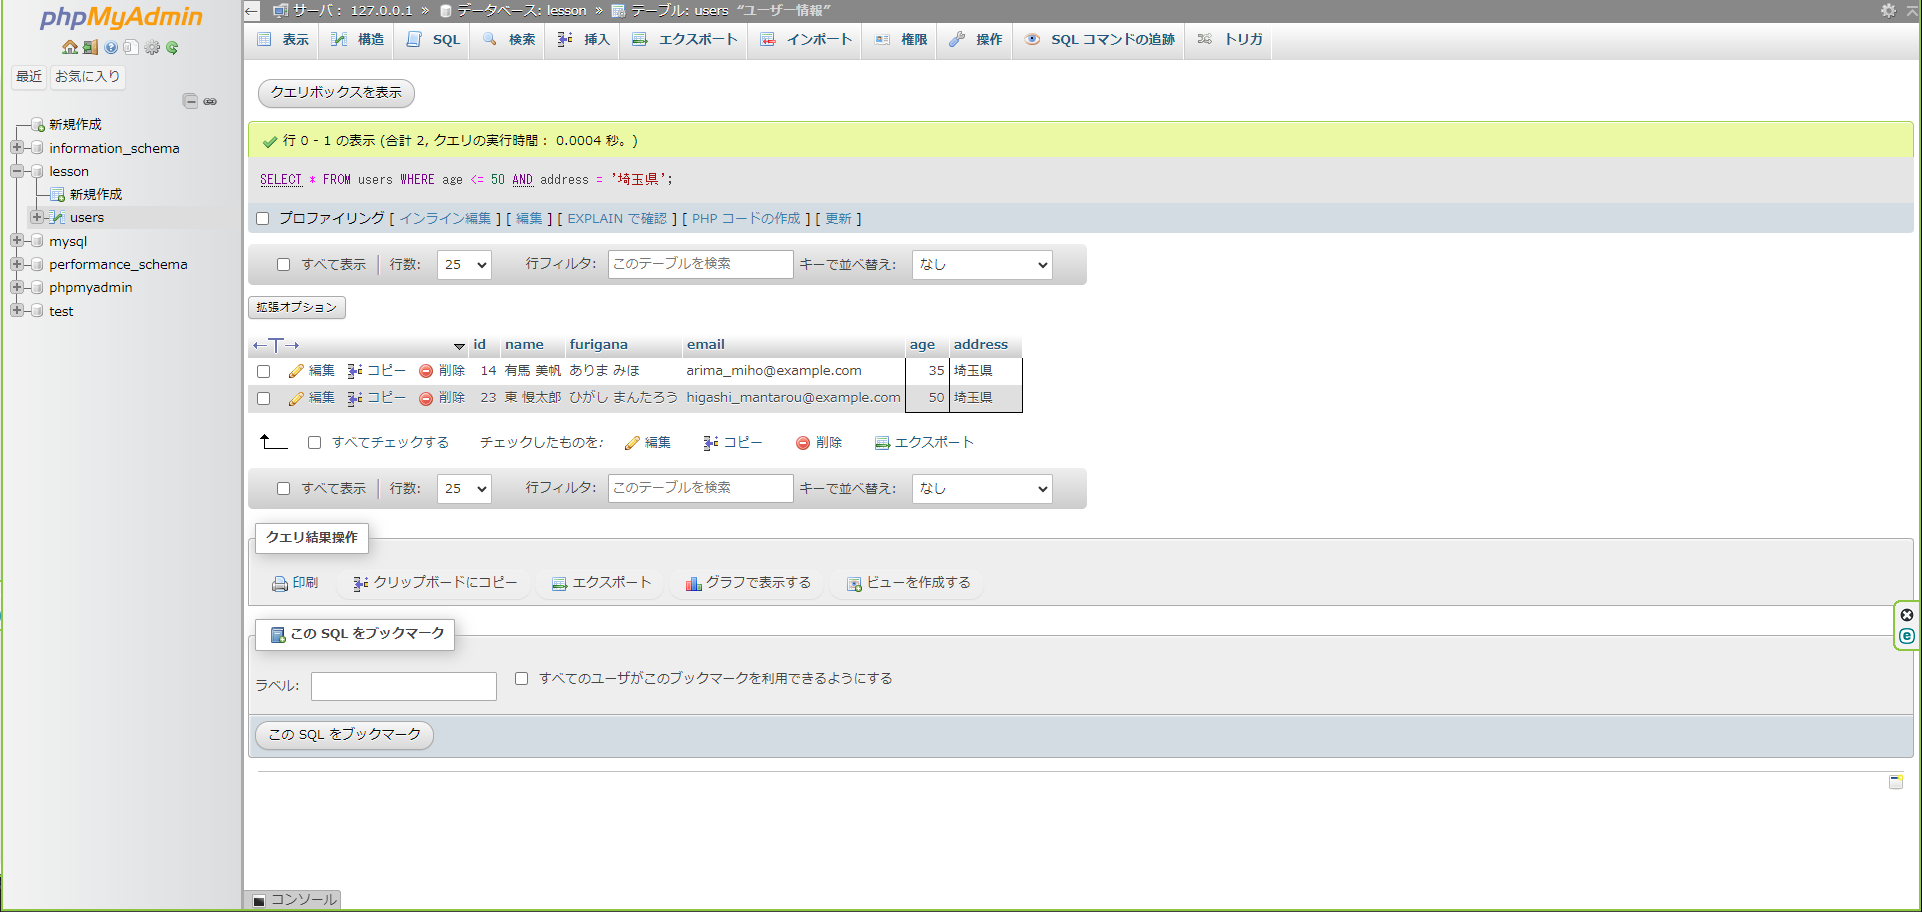 phpMyAdmin
最近 お気に入り
新規作成
information_schema
lesson
新規作成
users
mysql
performance_schema
phpmyadmin
test
サーバ: 127.0.0.1 » データベース: lesson » テーブル: users “ユーザー情報”
表示 構造 SQL 検索 挿入 エクスポート インポート 権限 操作 SQL コマンドの追跡 トリガ
クエリボックスを表示
行 0 - 1 の表示 (合計 2, クエリの実行時間: 0.0004 秒。)
SELECT * FROM users WHERE age <= 50 AND address = '埼玉県';
プロファイリング [ インライン編集 ] [ 編集 ] [ EXPLAIN で確認 ] [ PHP コードの作成 ] [ 更新 ]
すべて表示 行数: 25 行フィルタ: このテーブルを検索 キーで並べ替え: なし
拡張オプション
←T→ id name furigana email age address
編集 コピー 削除 14 有馬 美帆 ありま みほ arima_miho@example.com 35 埼玉県
編集 コピー 削除 23 東 慢太郎 ひがし まんたろう higashi_mantarou@example.com 50 埼玉県
すべてチェックする チェックしたものを: 編集 コピー 削除 エクスポート
すべて表示 行数: 25 行フィルタ: このテーブルを検索 キーで並べ替え: なし
クエリ結果操作
印刷 クリップボードにコピー エクスポート グラフで表示する ビューを作成する
この SQL をブックマーク
ラベル: すべてのユーザがこのブックマークを利用できるようにする
この SQL をブックマーク
コンソール